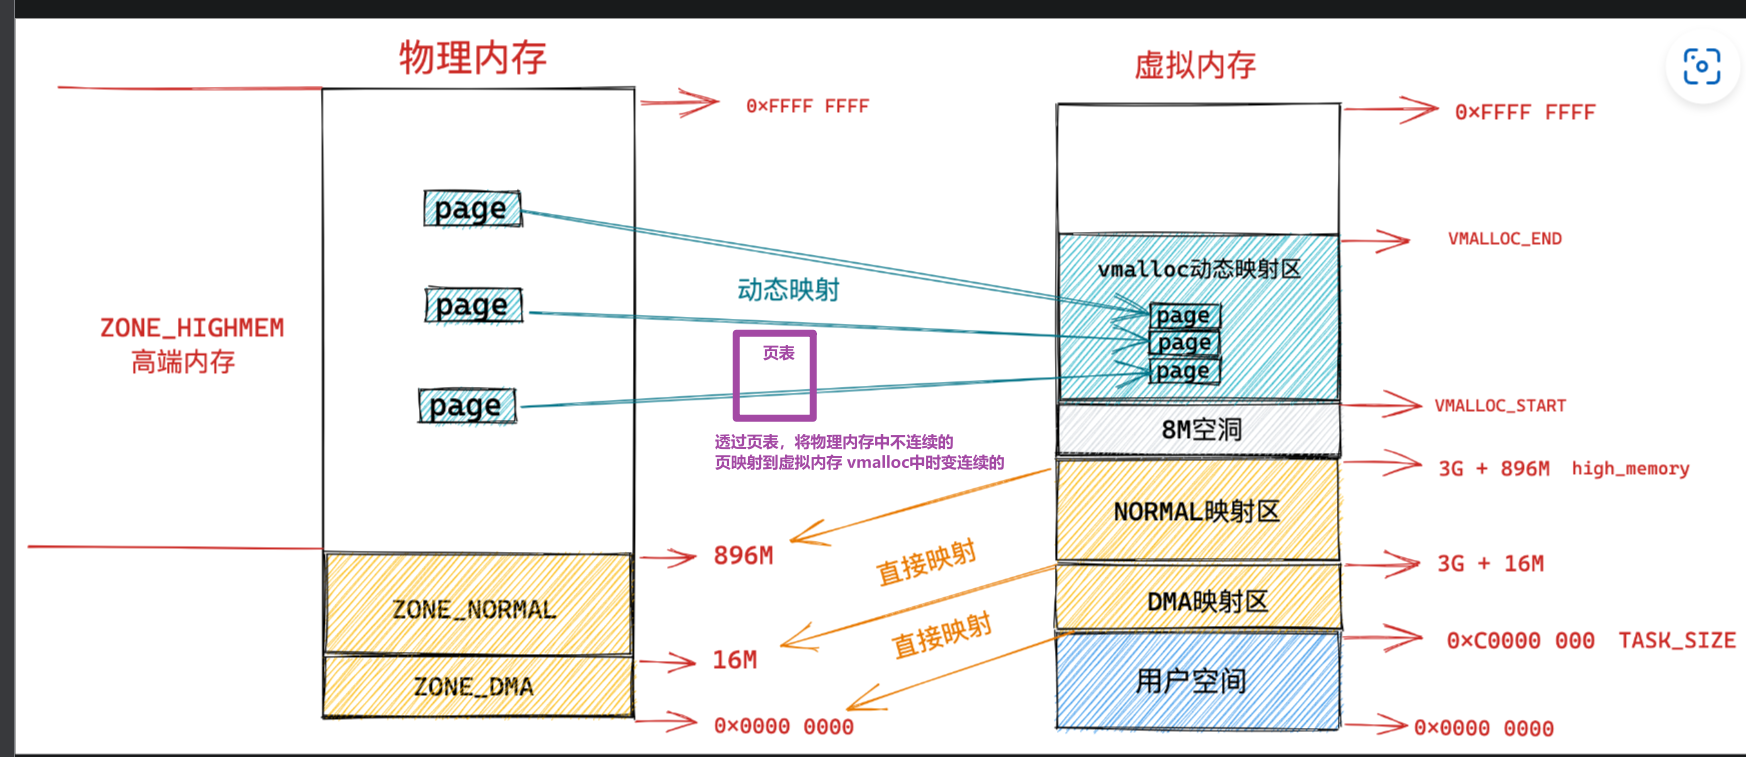 物理内存
虚拟内存
0×FFFF FFFF
0×FFFF FFFF
page
VMALLOC_END
vmalloc动态映射区
动态映射
page
page
page
page
ZONE_HIGHMEM
高端内存
页表
page
VMALLOC_START
8M空洞
透过页表，将物理内存中不连续的
页映射到虚拟内存 vmalloc中时变连续的
3G + 896M high_memory
NORMAL映射区
896M
直接映射
3G + 16M
ZONE_NORMAL
DMA映射区
直接映射
0×C0000 000 TASK_SIZE
16M
ZONE_DMA
用户空间
0×0000 0000
0×0000 0000